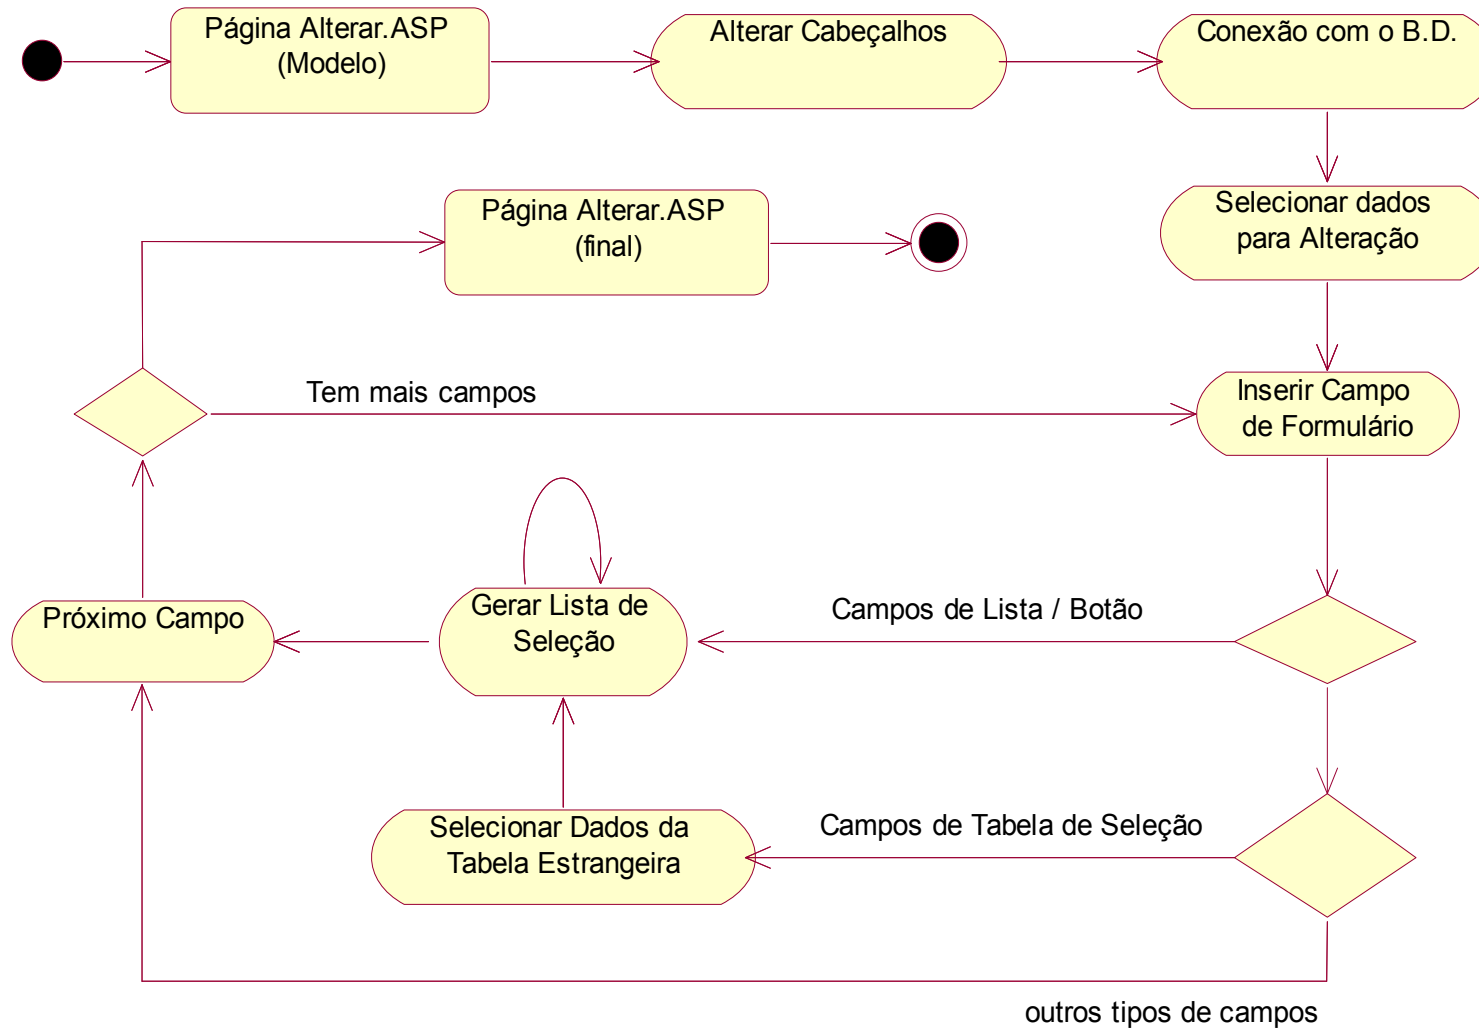 Página Alterar.ASP
(Modelo)
Alterar Cabeçalhos
Conexão com o B.D.
Página Alterar.ASP
(final)
Selecionar dados
para Alteração
Tem mais campos
Inserir Campo
de Formulário
Próximo Campo
Gerar Lista de
Seleção
Campos de Lista / Botão
Selecionar Dados da
Tabela Estrangeira
Campos de Tabela de Seleção
outros tipos de campos